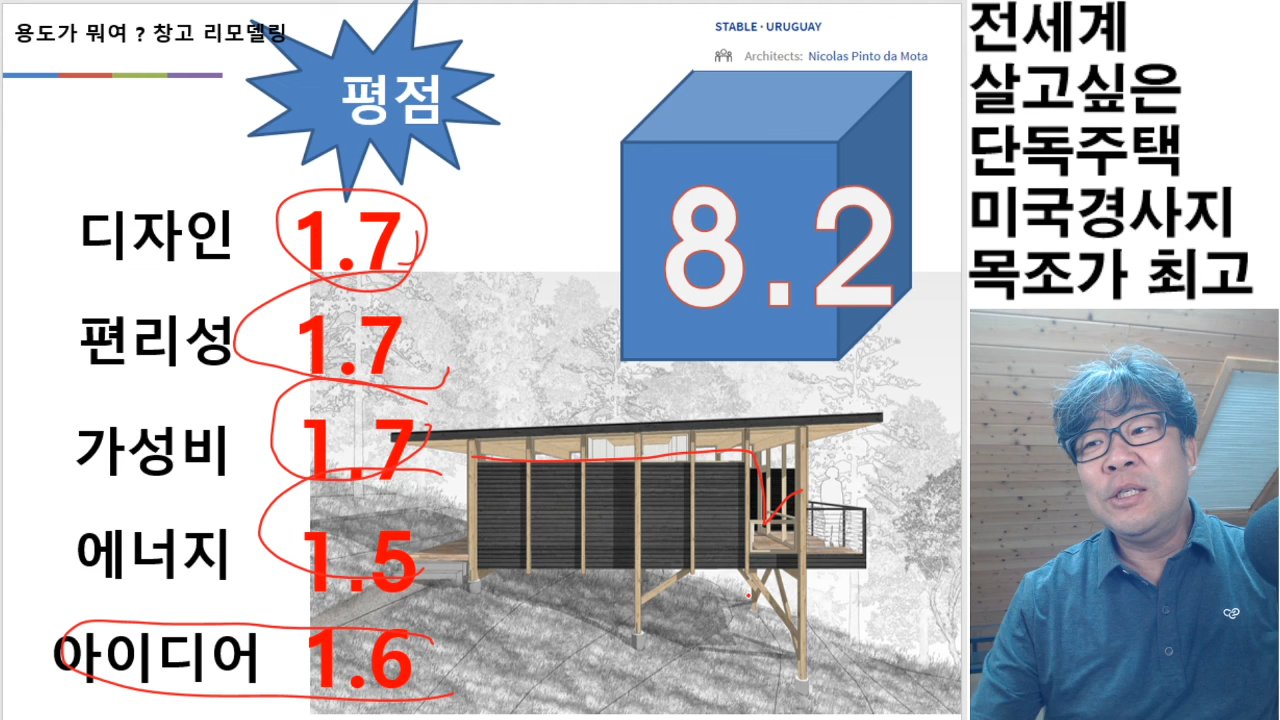 용도가 뭐여 ? 창고 리모델링
평점
STABLE · URUGUAY
Architects: Nicolas Pinto da Mota
8.2
디자인 1.7
편리성 1.7
가성비 1.7
에너지 1.5
아이디어 1.6
전세계
살고싶은
단독주택
미국경사지
목조가 최고